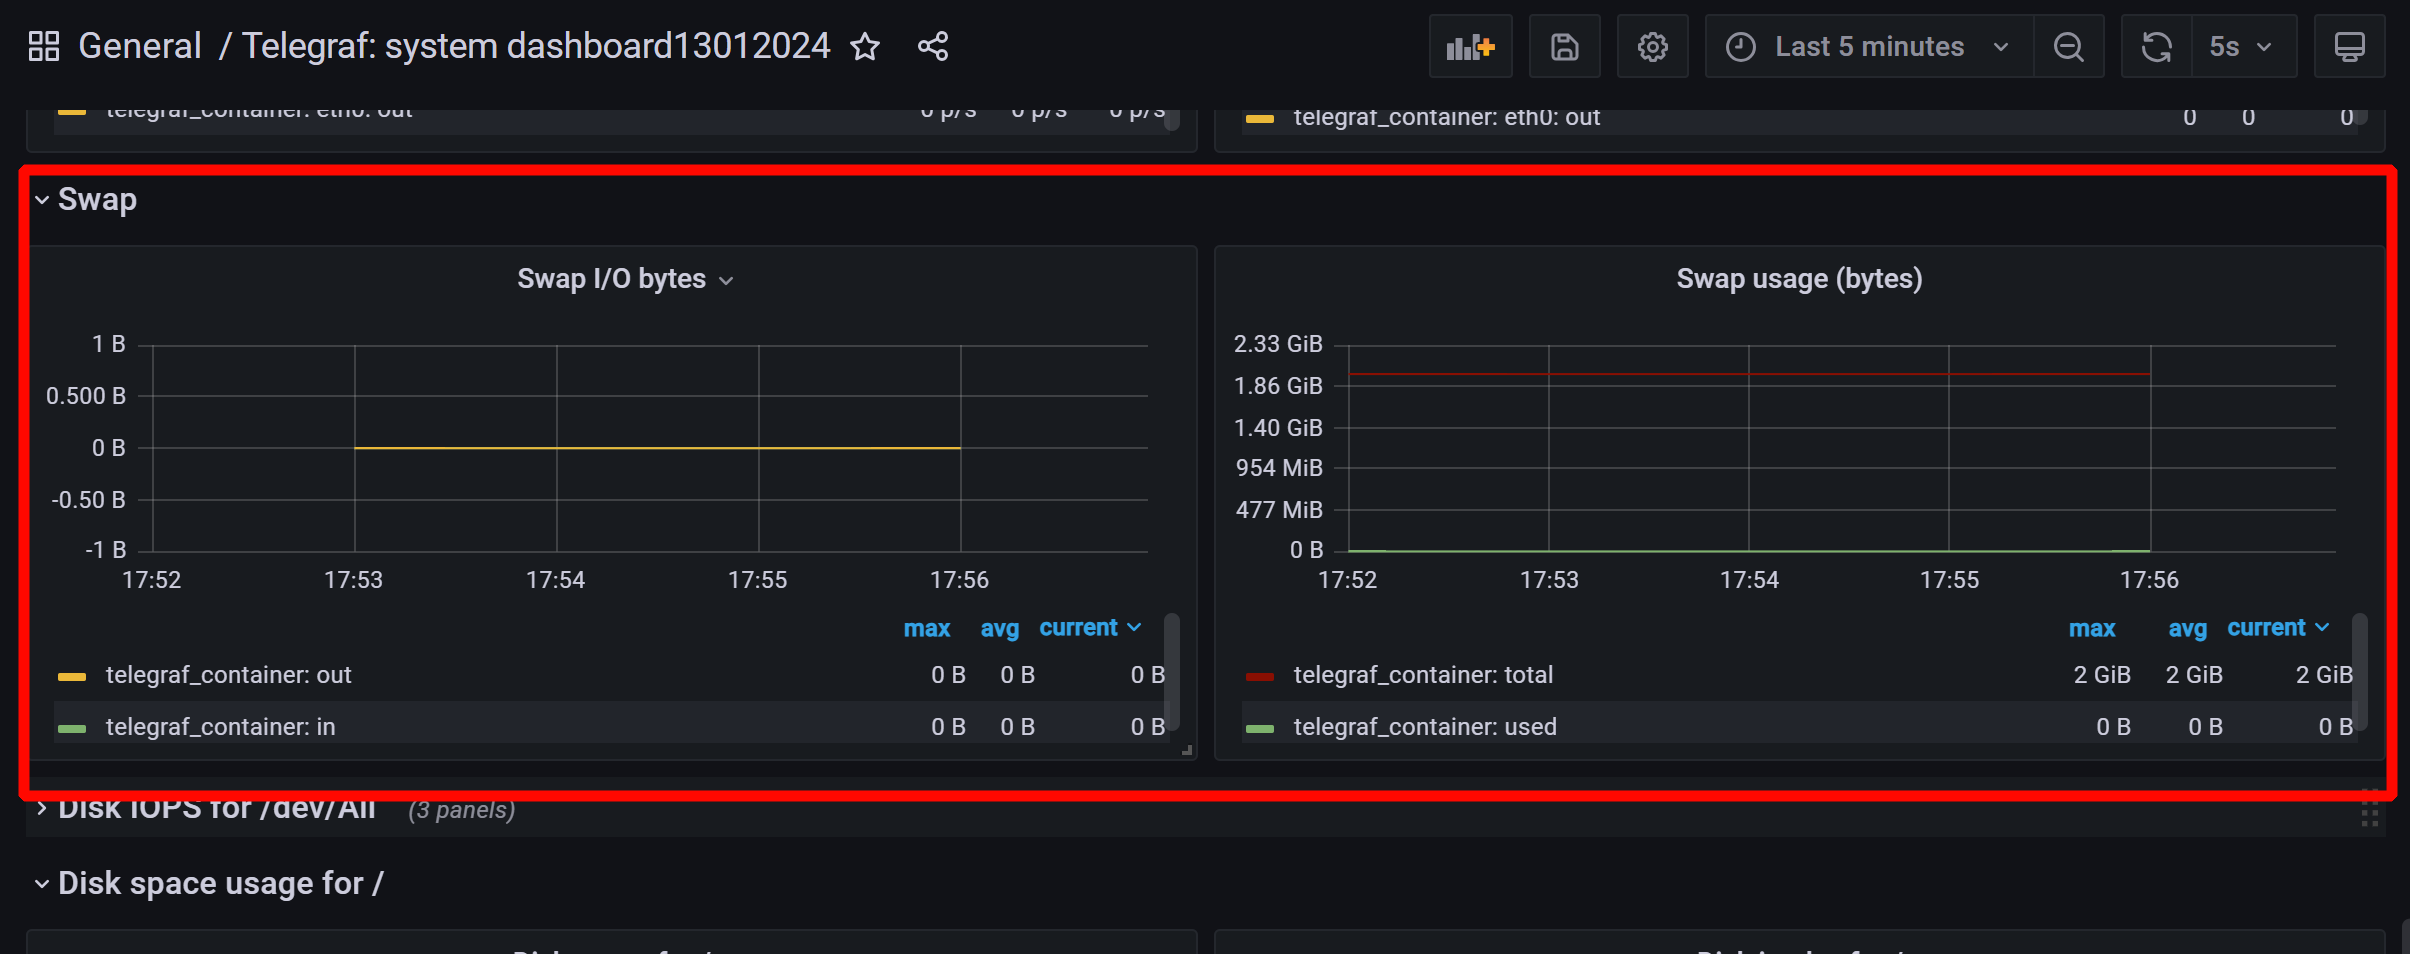 General / Telegraf: system dashboard13012024
Last 5 minutes
5s
telegraf_container: eth0: out 0 p/s 0 p/s 0 p/s
telegraf_container: eth0: out 0 0 0
Swap
Swap I/O bytes
1 B
0.500 B
0 B
-0.50 B
-1 B
17:52 17:53 17:54 17:55 17:56
max avg current
telegraf_container: out 0 B 0 B 0 B
telegraf_container: in 0 B 0 B 0 B
Swap usage (bytes)
2.33 GiB
1.86 GiB
1.40 GiB
954 MiB
477 MiB
0 B
17:52 17:53 17:54 17:55 17:56
max avg current
telegraf_container: total 2 GiB 2 GiB 2 GiB
telegraf_container: used 0 B 0 B 0 B
Disk IOPS for /dev/All (3 panels)
Disk space usage for /